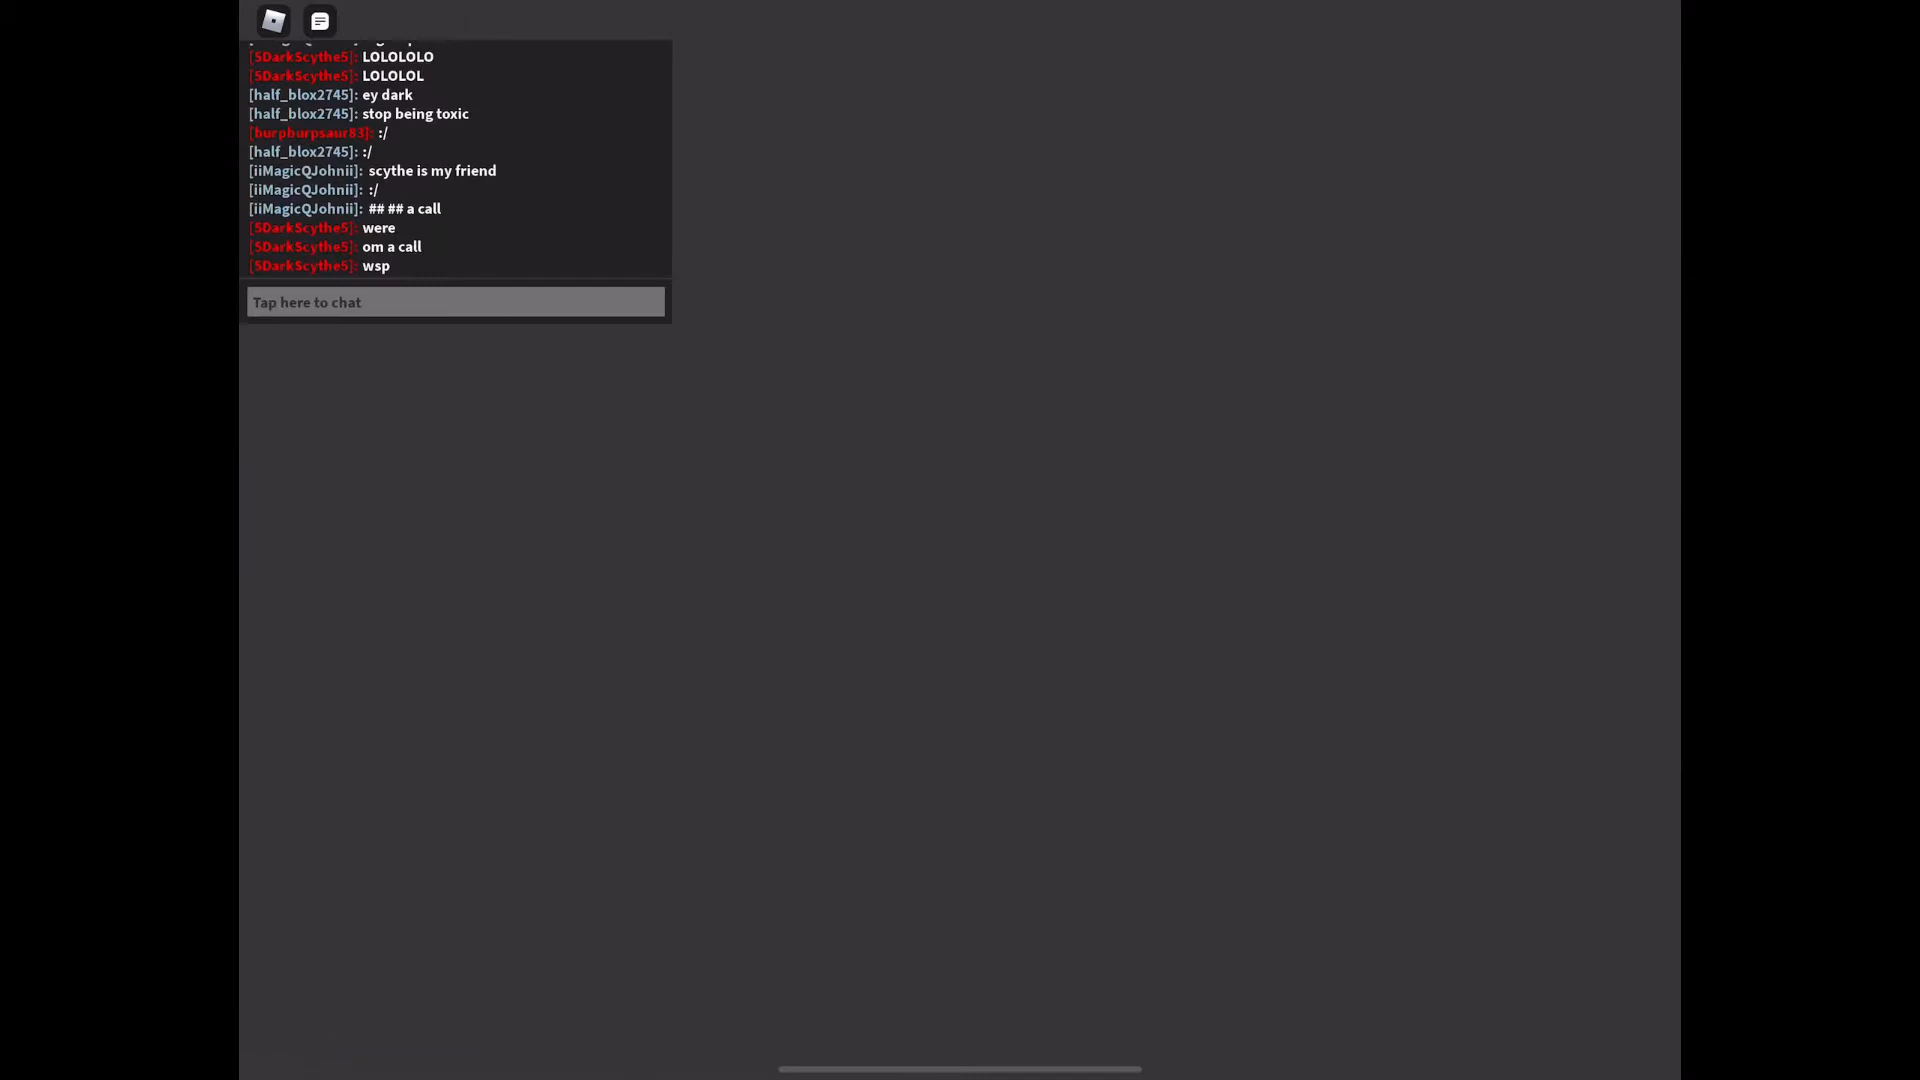 [5DarkScythe5]: LOLOLOLO
[5DarkScythe5]: LOLOLOL
[half_blox2745]: ey dark
[half_blox2745]: stop being toxic
[burpburpsaur83]: :/
[half_blox2745]: :/
[iiMagicQJohnii]: scythe is my friend
[iiMagicQJohnii]: :/
[iiMagicQJohnii]: ## ## a call
[5DarkScythe5]: were
[5DarkScythe5]: om a call
[5DarkScythe5]: wsp
Tap here to chat